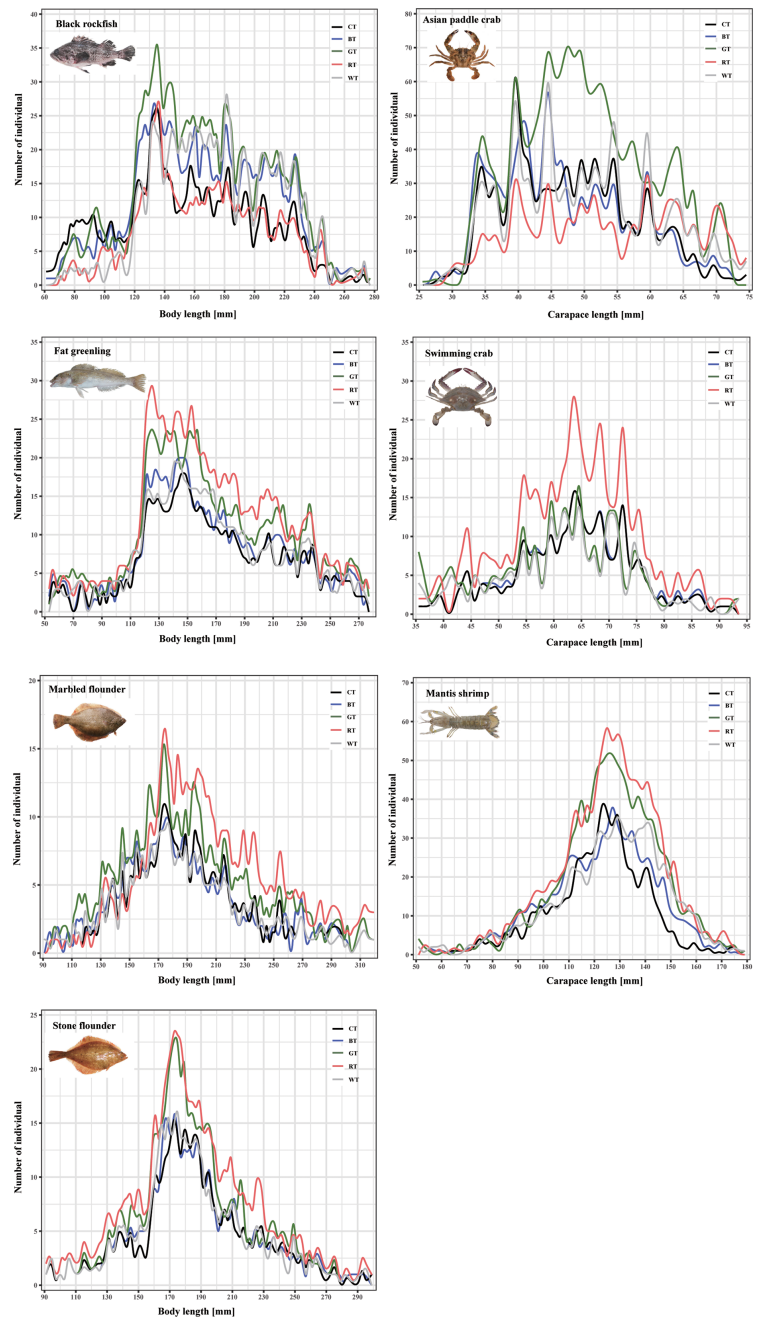 Black rockfish
CT
BT
GT
RT
WT
Number of individual
40
35
30
25
20
15
10
5
0
60 80 100 120 140 160 180 200 220 240 260 280
Body length [mm]
Asian paddle crab
CT
BT
GT
RT
WT
Number of individual
80
70
60
50
40
30
20
10
0
25 30 35 40 45 50 55 60 65 70 75
Carapace length [mm]
Fat greenling
CT
BT
GT
RT
WT
Number of individual
35
30
25
20
15
10
5
0
50 70 90 110 130 150 170 190 210 230 250 270
Body length [mm]
Swimming crab
CT
BT
GT
RT
WT
Number of individual
35
30
25
20
15
10
5
0
35 45 55 65 75 85 95
Carapace length [mm]
Marbled flounder
CT
BT
GT
RT
WT
Number of individual
20
15
10
5
0
90 110 130 150 170 190 210 230 250 270 290 310
Body length [mm]
Mantis shrimp
CT
BT
GT
RT
WT
Number of individual
70
60
50
40
30
20
10
0
50 60 70 80 90 100 110 120 130 140 150 160 170 180
Carapace length [mm]
Stone flounder
CT
BT
GT
RT
WT
Number of individual
25
20
15
10
5
0
90 110 130 150 170 190 210 230 250 270 290
Body length [mm]